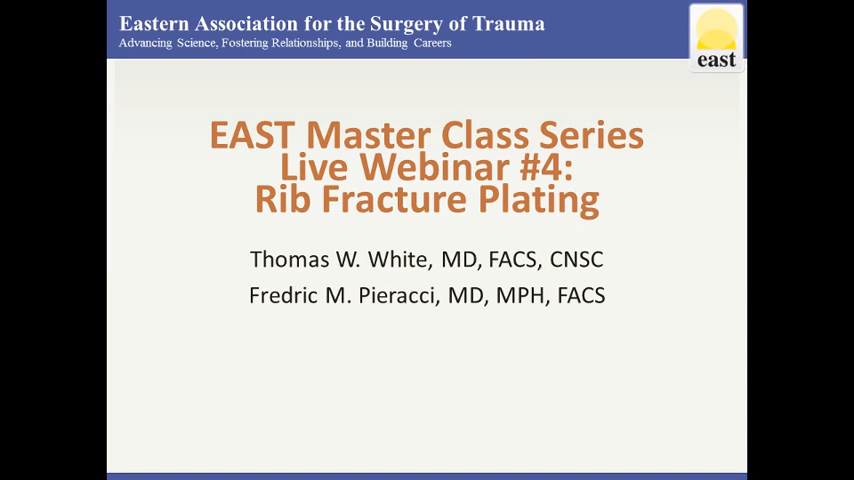 Eastern Association for the Surgery of Trauma
Advancing Science, Fostering Relationships, and Building Careers
east
EAST Master Class Series
Live Webinar #4:
Rib Fracture Plating
Thomas W. White, MD, FACS, CNSC
Fredric M. Pieracci, MD, MPH, FACS